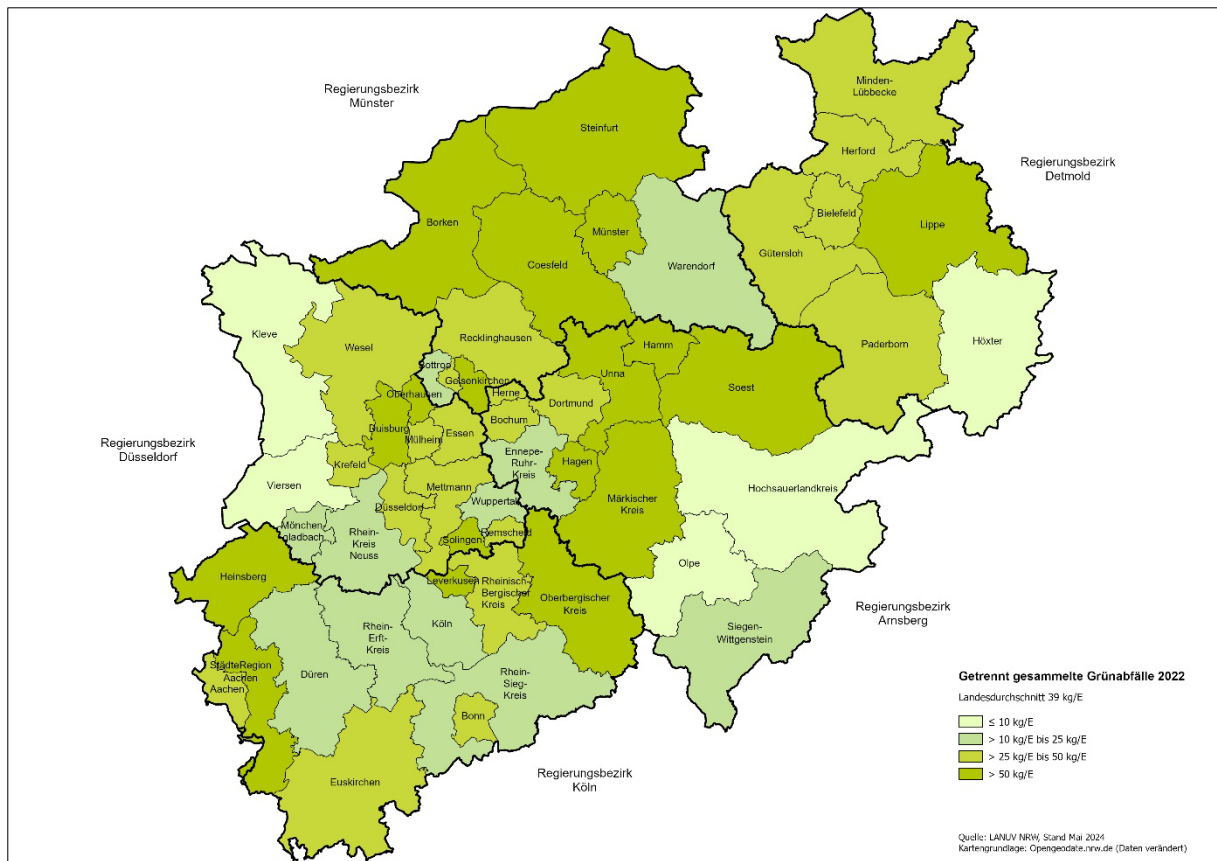 Regierungsbezirk
Münster
Minden-
Lübbecke
Steinfurt
Herford
Regierungsbezirk
Detmold
Bielefeld
Borken
Münster
Lippe
Gütersloh
Coesfeld
Warendorf
Kleve
Recklinghausen
Hamm
Paderborn
Höxter
Wesel
Bottrop
Gelsenkirchen
Unna
Soest
Oberhausen
Herne
Dortmund
Bochum
Duisburg
Mülheim
Essen
Regierungsbezirk
Düsseldorf
Ennepe-
Ruhr-
Kreis
Hagen
Krefeld
Viersen
Mettmann
Hochsauerlandkreis
Märkischer
Kreis
Wuppertal
Düsseldorf
Mönchen
gladbach
Rhein-
Kreis
Neuss
Solingen
Remscheid
Olpe
Heinsberg
Leverkusen
Rheinisch-
Bergischer
Kreis
Oberbergischer
Kreis
Regierungsbezirk
Arnsberg
Rhein-
Erft-
Kreis
Köln
Siegen-
Wittgenstein
StädteRegion
Aachen
Aachen
Düren
Rhein-
Sieg-
Kreis
Bonn
Euskirchen
Regierungsbezirk
Köln
Getrennt gesammelte Grünabfälle 2022
Landesdurchschnitt 39 kg/E
≤ 10 kg/E
> 10 kg/E bis 25 kg/E
> 25 kg/E bis 50 kg/E
> 50 kg/E
Quelle: LANUV NRW, Stand Mai 2024
Kartengrundlage: Opengeodate.nrw.de (Daten verändert)